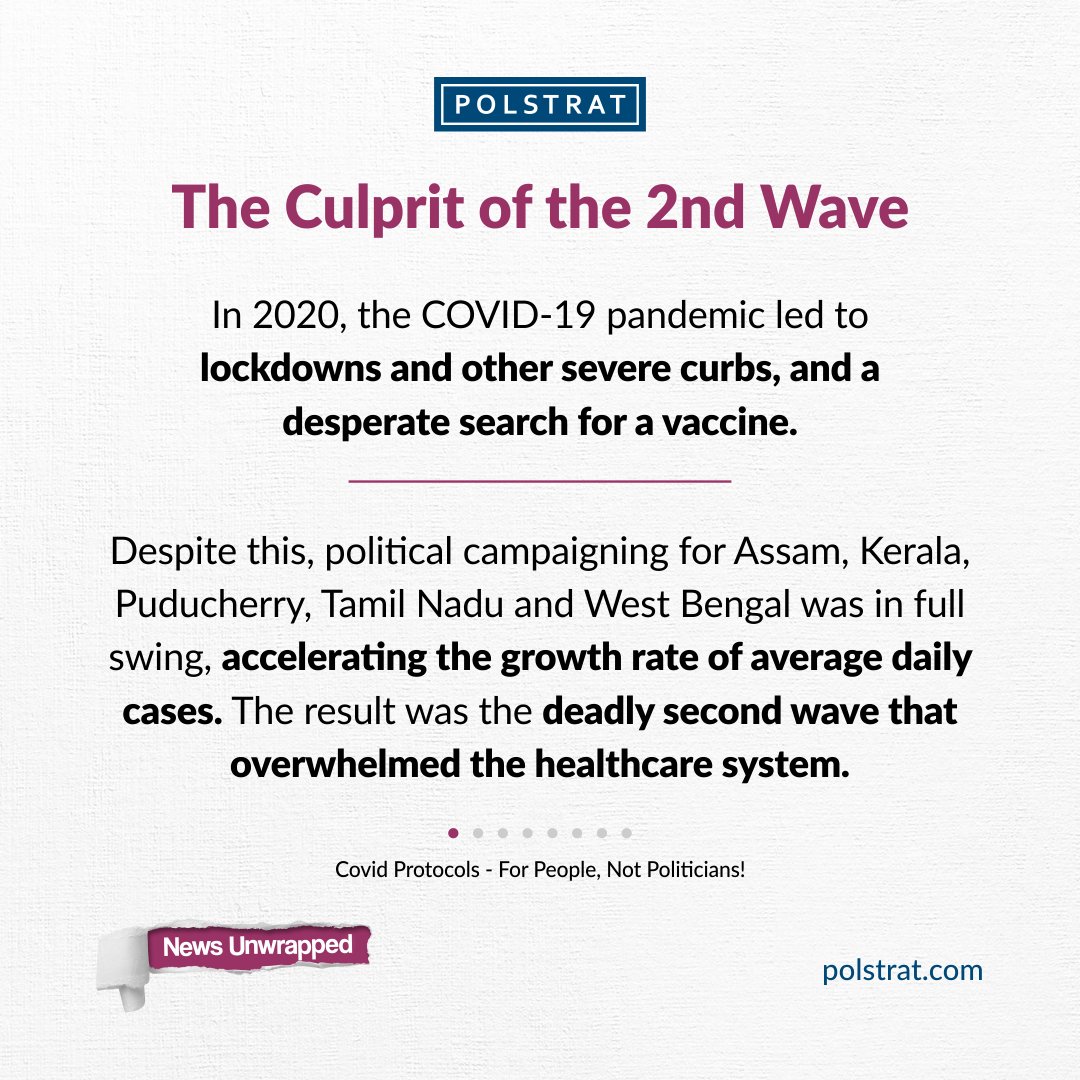 POLSTRAT
The Culprit of the 2nd Wave
In 2020, the COVID-19 pandemic led to
lockdowns and other severe curbs, and a
desperate search for a vaccine.
Despite this, political campaigning for Assam, Kerala,
Puducherry, Tamil Nadu and West Bengal was in full
swing, accelerating the growth rate of average daily
cases. The result was the deadly second wave that
overwhelmed the healthcare system.
Covid Protocols - For People, Not Politicians!
News Unwrapped
polstrat.com